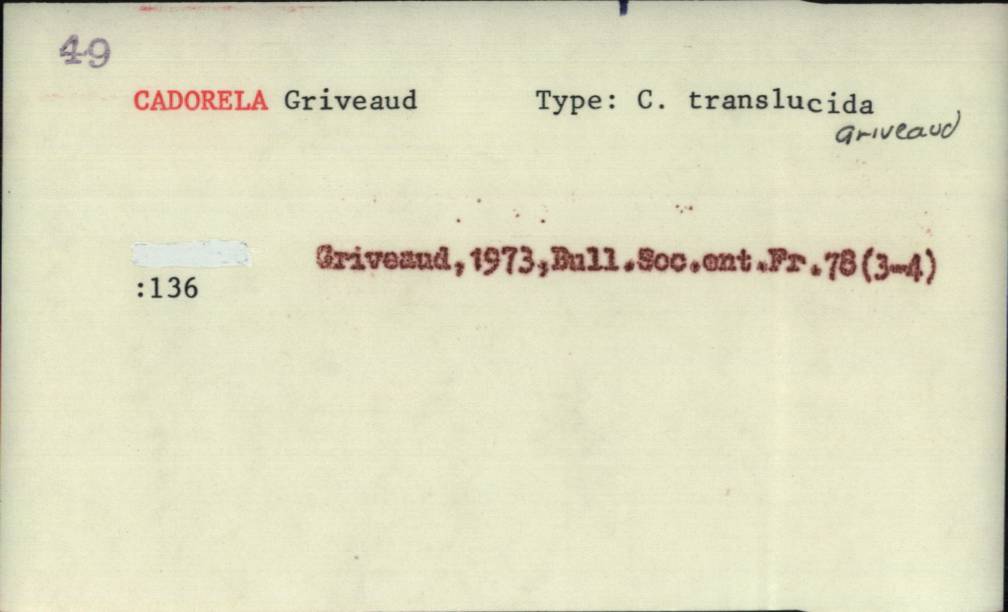 49
CADORELA Griveaud Type: C. translucida
Griveaud
Griveaud,1973,Bull.Soc.ent.Fr.78(3-4)
:136